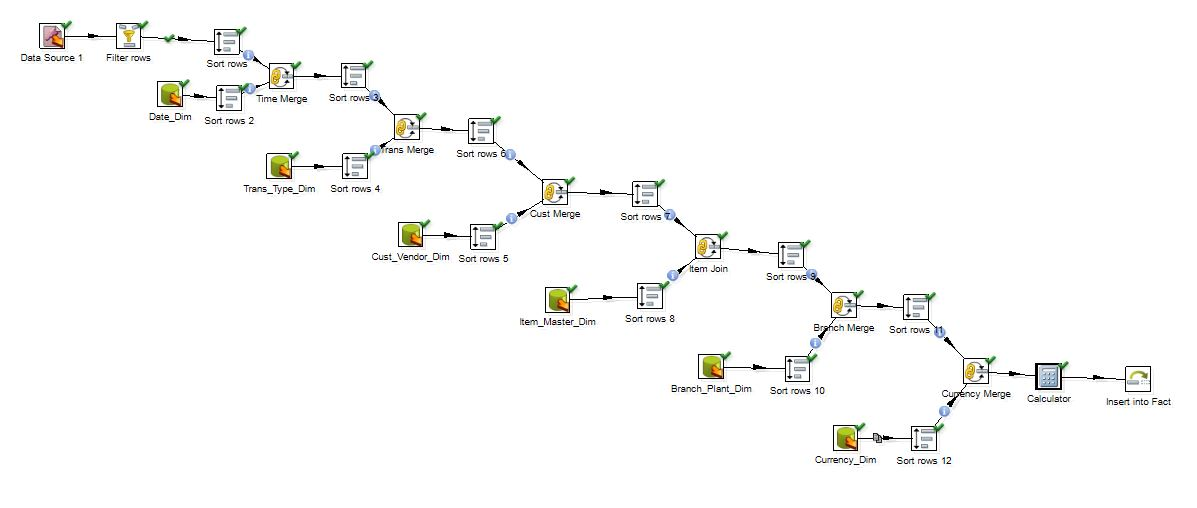 Data Source 1
Filter rows
Sort rows
Time Merge
Sort rows 3
Date_Dim
Sort rows 2
Trans Merge
Sort rows 6
Trans_Type_Dim
Sort rows 4
Cust Merge
Sort rows 7
Cust_Vendor_Dim
Sort rows 5
Item Join
Sort rows 9
Item_Master_Dim
Sort rows 8
Branch Merge
Sort rows 11
Branch_Plant_Dim
Sort rows 10
Currency Merge
Calculator
Insert into Fact
Currency_Dim
Sort rows 12